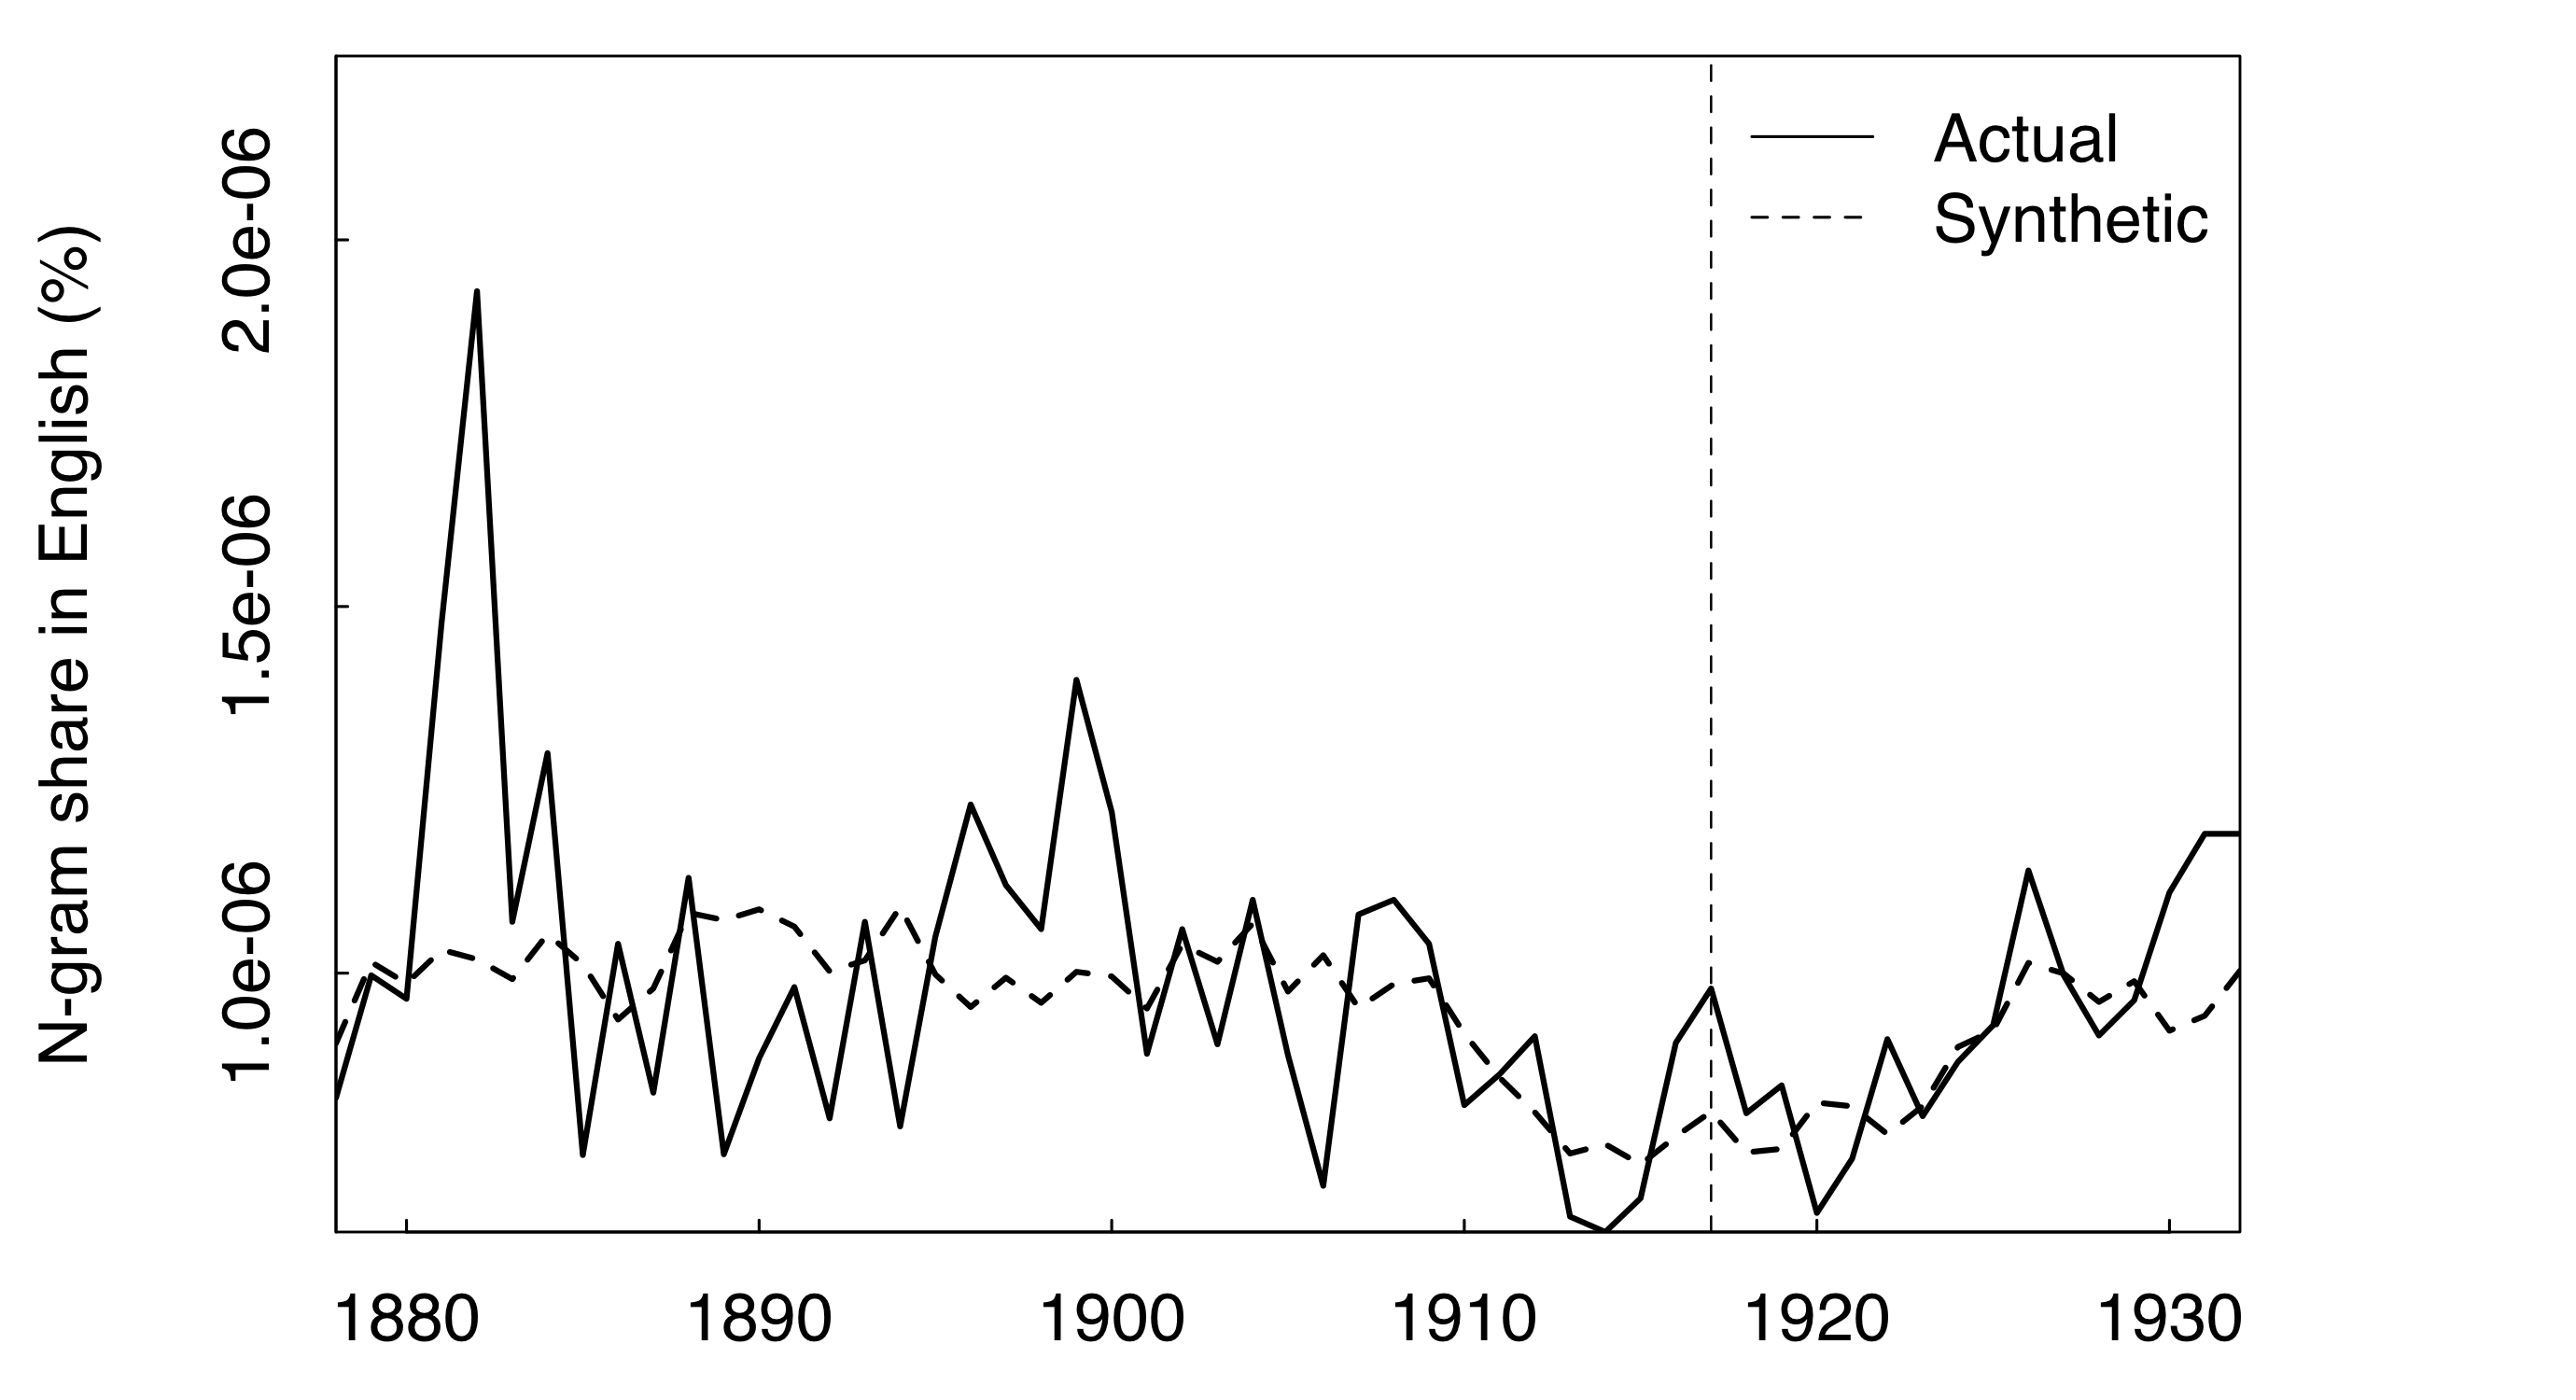 N-gram share in English (%)
2.0e-06
1.5e-06
1.0e-06
Actual
Synthetic
1880 1890 1900 1910 1920 1930